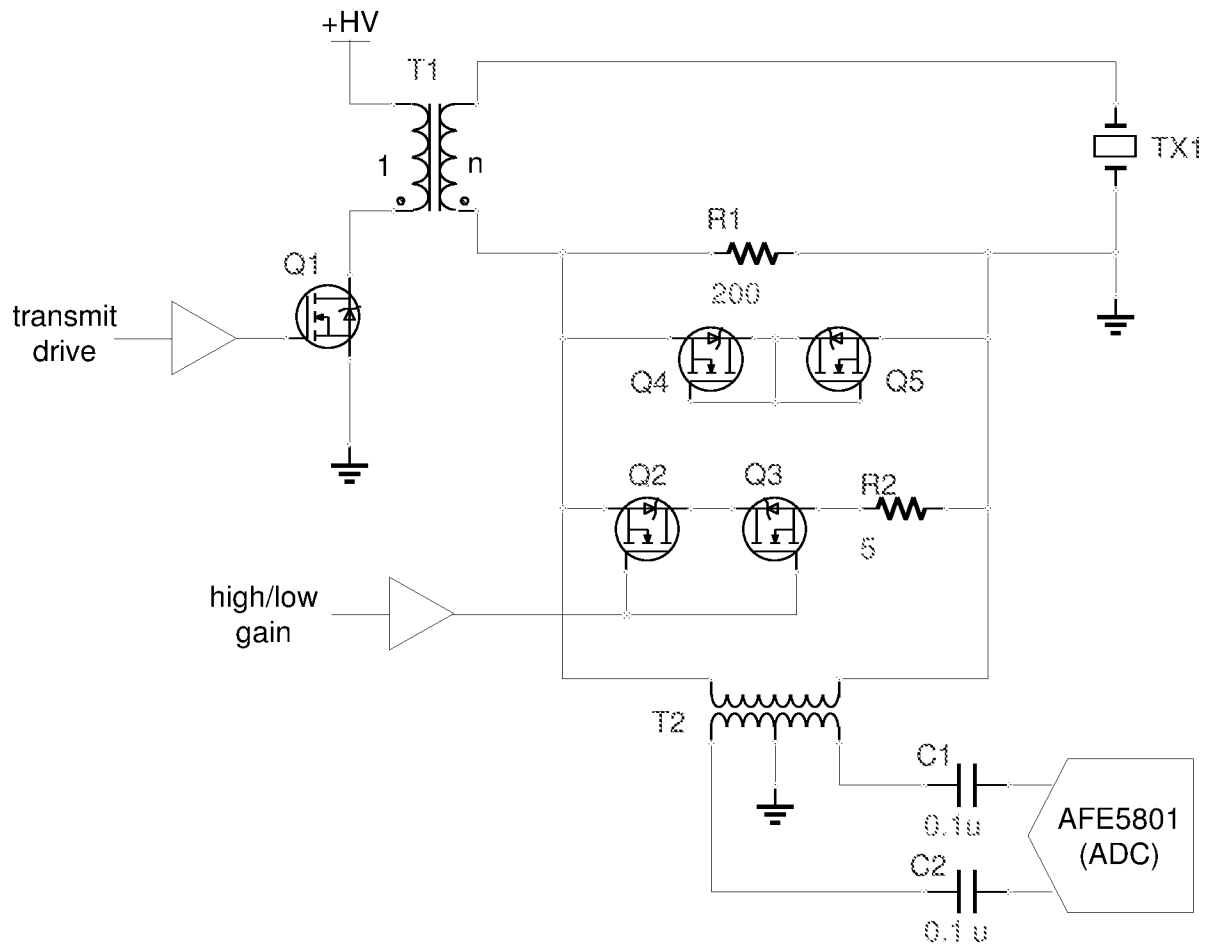 +HV
T1
1
n
TX1
R1
200
Q1
transmit
drive
Q4
Q5
Q2
Q3
R2
5
high/low
gain
T2
C1
0.1u
AFE5801
(ADC)
C2
0.1 u